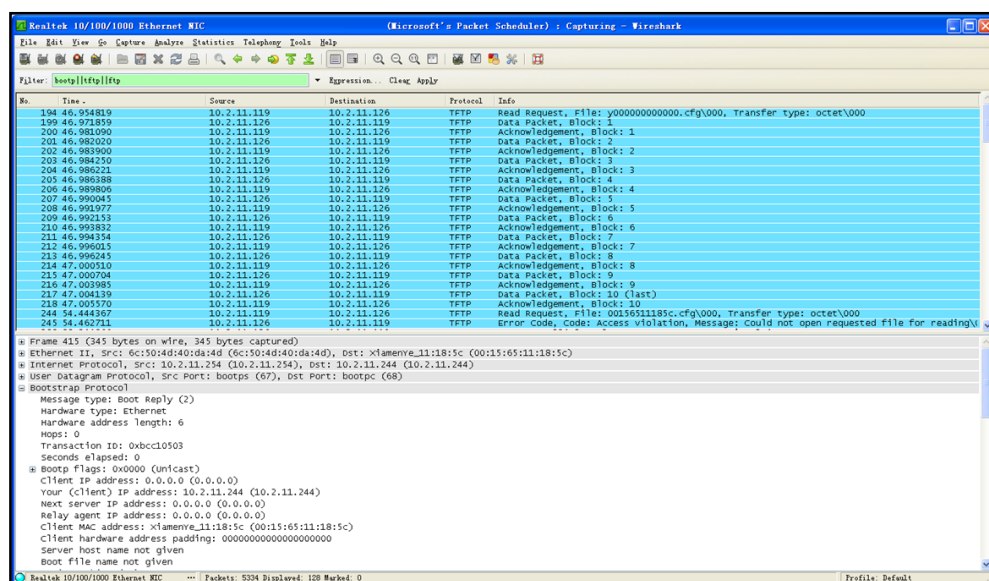 Realtek 10/100/1000 Ethernet NIC (Microsoft's Packet Scheduler) : Capturing - Wireshark
File Edit View Go Capture Analyze Statistics Telephony Tools Help
Filter: bootp||tftp||ftp Expression... Clear Apply
No. Time . Source Destination Protocol Info
194 46.954819 10.2.11.119 10.2.11.126 TFTP Read Request, File: y000000000000.cfg\000, Transfer type: octet\000
199 46.971859 10.2.11.126 10.2.11.119 TFTP Data Packet, Block: 1
200 46.981090 10.2.11.119 10.2.11.126 TFTP Acknowledgement, Block: 1
201 46.982020 10.2.11.126 10.2.11.119 TFTP Data Packet, Block: 2
202 46.983900 10.2.11.119 10.2.11.126 TFTP Acknowledgement, Block: 2
203 46.984250 10.2.11.126 10.2.11.119 TFTP Data Packet, Block: 3
204 46.986221 10.2.11.119 10.2.11.126 TFTP Acknowledgement, Block: 3
205 46.986388 10.2.11.126 10.2.11.119 TFTP Data Packet, Block: 4
206 46.989806 10.2.11.119 10.2.11.126 TFTP Acknowledgement, Block: 4
207 46.990045 10.2.11.126 10.2.11.119 TFTP Data Packet, Block: 5
208 46.991977 10.2.11.119 10.2.11.126 TFTP Acknowledgement, Block: 5
209 46.992153 10.2.11.126 10.2.11.119 TFTP Data Packet, Block: 6
210 46.993832 10.2.11.119 10.2.11.126 TFTP Acknowledgement, Block: 6
211 46.994354 10.2.11.126 10.2.11.119 TFTP Data Packet, Block: 7
212 46.996015 10.2.11.119 10.2.11.126 TFTP Acknowledgement, Block: 7
213 46.996245 10.2.11.126 10.2.11.119 TFTP Data Packet, Block: 8
214 47.000510 10.2.11.119 10.2.11.126 TFTP Acknowledgement, Block: 8
215 47.000704 10.2.11.126 10.2.11.119 TFTP Data Packet, Block: 9
216 47.003985 10.2.11.119 10.2.11.126 TFTP Acknowledgement, Block: 9
217 47.004139 10.2.11.126 10.2.11.119 TFTP Data Packet, Block: 10 (last)
218 47.005570 10.2.11.119 10.2.11.126 TFTP Acknowledgement, Block: 10
244 54.444367 10.2.11.119 10.2.11.126 TFTP Read Request, File: 00156511185c.cfg\000, Transfer type: octet\000
245 54.462711 10.2.11.126 10.2.11.119 TFTP Error Code, Code: Access violation, Message: Could not open requested file for reading\(
Frame 415 (345 bytes on wire, 345 bytes captured)
Ethernet II, Src: 6c:50:4d:40:da:4d (6c:50:4d:40:da:4d), Dst: XiamenYe_11:18:5c (00:15:65:11:18:5c)
Internet Protocol, Src: 10.2.11.254 (10.2.11.254), Dst: 10.2.11.244 (10.2.11.244)
User Datagram Protocol, Src Port: bootps (67), Dst Port: bootpc (68)
Bootstrap Protocol
Message type: Boot Reply (2)
Hardware type: Ethernet
Hardware address length: 6
Hops: 0
Transaction ID: 0xbcc10503
Seconds elapsed: 0
Bootp flags: 0x0000 (Unicast)
Client IP address: 0.0.0.0 (0.0.0.0)
Your (client) IP address: 10.2.11.244 (10.2.11.244)
Next server IP address: 0.0.0.0 (0.0.0.0)
Relay agent IP address: 0.0.0.0 (0.0.0.0)
Client MAC address: XiamenYe_11:18:5c (00:15:65:11:18:5c)
Client hardware address padding: 00000000000000000000
Server host name not given
Boot file name not given
Realtek 10/100/1000 Ethernet NIC ... Packets: 5334 Displayed: 128 Marked: 0 Profile: Default